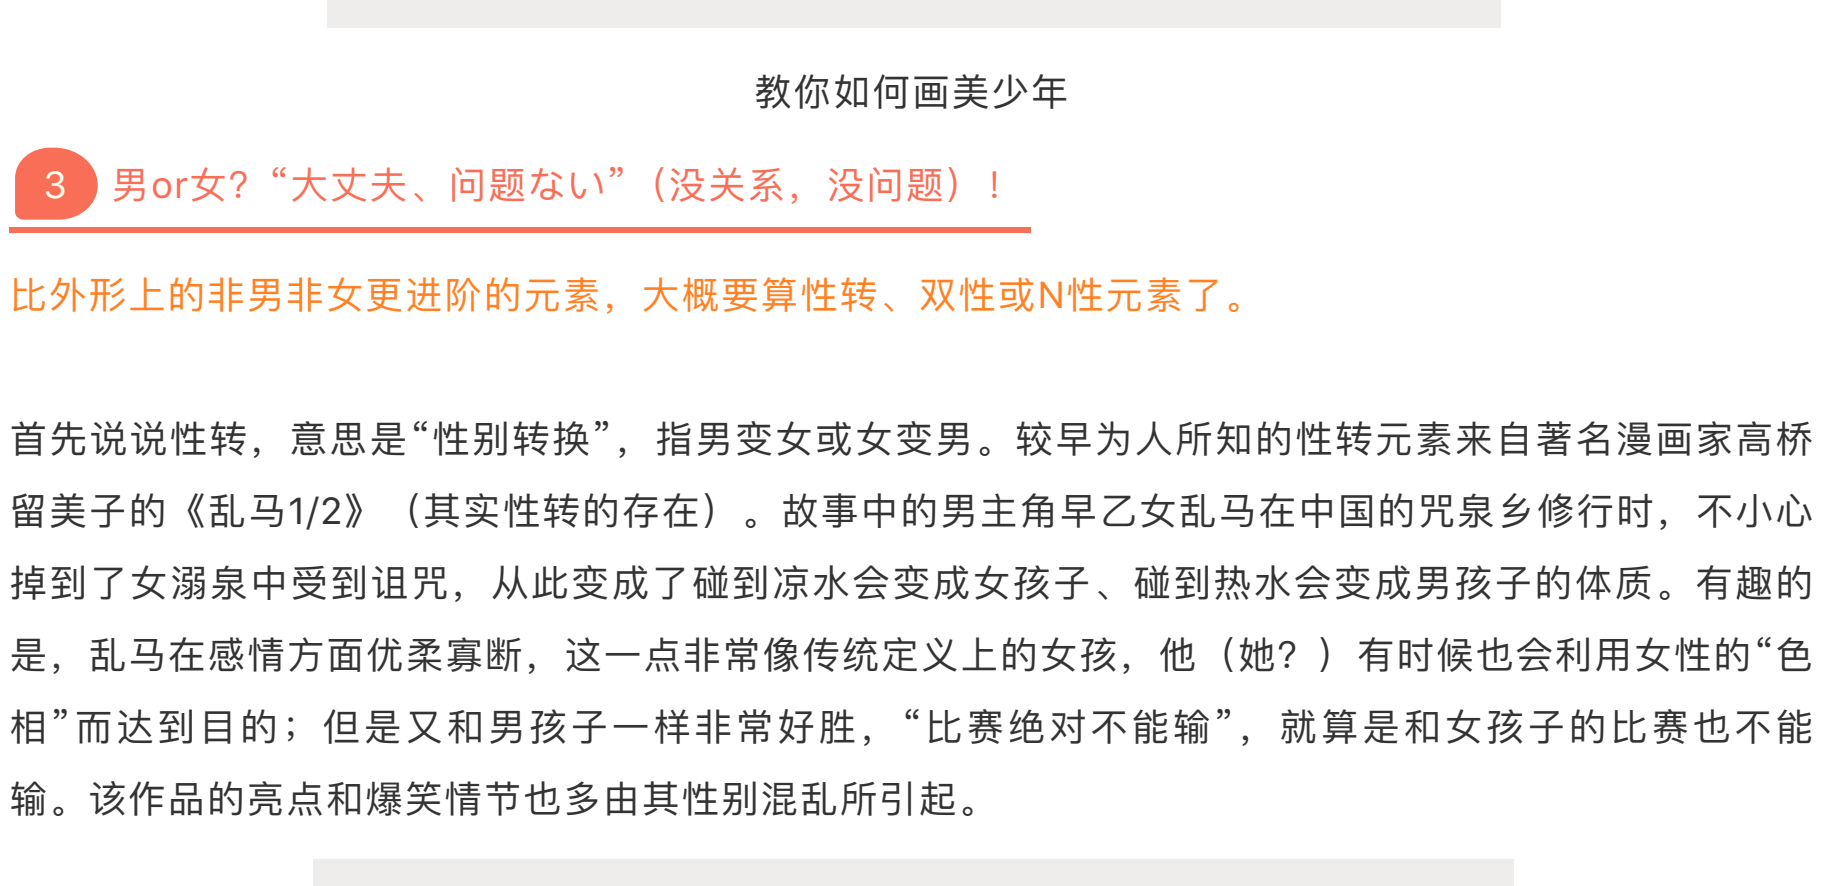 教你如何画美少年
3 男or女？“大丈夫、问题ない”（没关系，没问题）！
比外形上的非男非女更进阶的元素，大概要算性转、双性或N性元素了。
首先说说性转，意思是“性别转换”，指男变女或女变男。较早为人所知的性转元素来自著名漫画家高桥
留美子的《乱马1/2》（其实性转的存在）。故事中的男主角早乙女乱马在中国的咒泉乡修行时，不小心
掉到了女溺泉中受到诅咒，从此变成了碰到凉水会变成女孩子、碰到热水会变成男孩子的体质。有趣的
是，乱马在感情方面优柔寡断，这一点非常像传统定义上的女孩，他（她？）有时候也会利用女性的“色
相”而达到目的；但是又和男孩子一样非常好胜，“比赛绝对不能输”，就算是和女孩子的比赛也不能
输。该作品的亮点和爆笑情节也多由其性别混乱所引起。